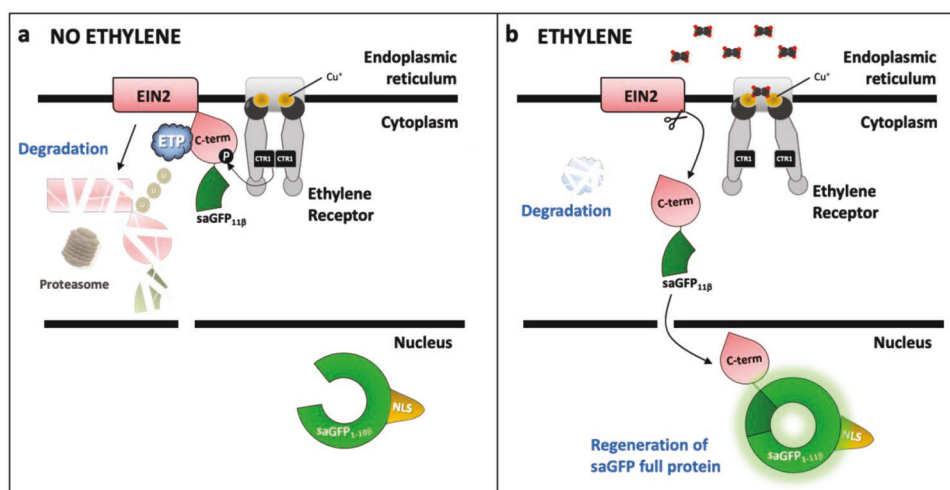 a NO ETHYLENE
Endoplasmic
reticulum
Cu⁺
EIN2
Cytoplasm
Degradation
ETP
C-term
P
CTR1 CTR1
U
U
U
Ethylene
Receptor
saGFP₁₁β
Proteasome
Nucleus
NLS
saGFP₁₋₁₀β
b ETHYLENE
Endoplasmic
reticulum
Cu⁺
EIN2
Cytoplasm
CTR1 CTR1
Degradation
C-term
Ethylene
Receptor
saGFP₁₁β
Nucleus
C-term
NLS
saGFP₁₋₁₁β
Regeneration of
saGFP full protein